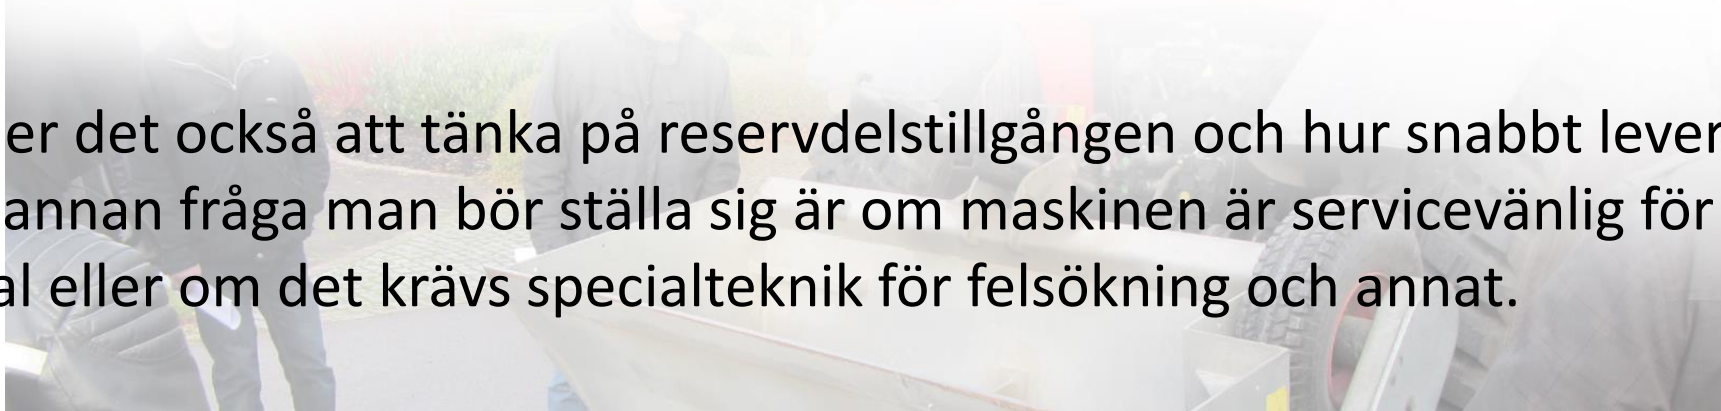 er det också att tänka på reservdelstillgången och hur snabbt lever
annan fråga man bör ställa sig är om maskinen är servicevänlig för
al eller om det krävs specialteknik för felsökning och annat.